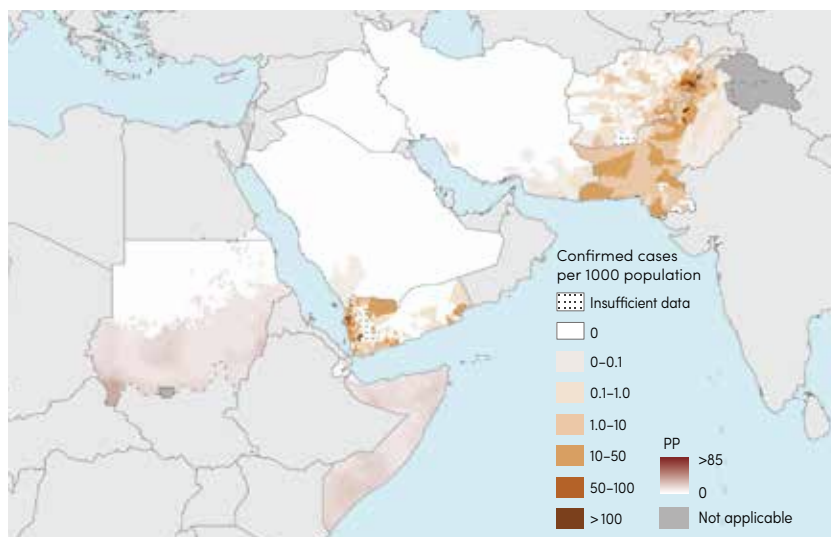 Confirmed cases
per 1000 population
Insufficient data
0
0–0.1
0.1–1.0
1.0–10
10–50
50–100
>100
PP
>85
0
Not applicable